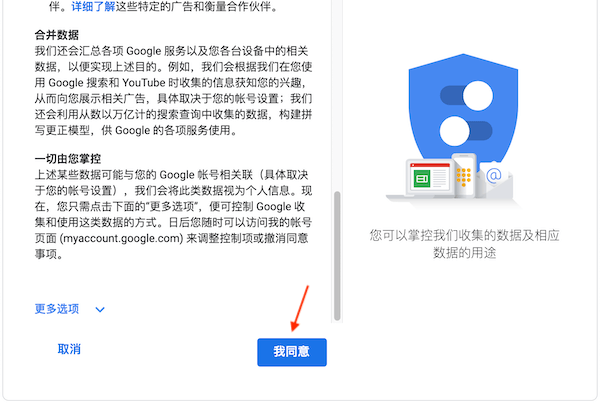 伴。详细了解这些特定的广告和衡量合作伙伴。
合并数据
我们还会汇总各项 Google 服务以及您各台设备中的相关
数据，以便实现上述目的。例如，我们会根据我们在您使
用 Google 搜索和 YouTube 时收集的信息获知您的兴趣，
从而向您展示相关广告，具体取决于您的帐号设置；我们
还会利用从数以万亿计的搜索查询中收集的数据，构建拼
写更正模型，供 Google 的各项服务使用。
一切由您掌控
上述某些数据可能与您的 Google 帐号相关联（具体取决
于您的帐号设置），我们会将此类数据视为个人信息。现
在，您只需点击下面的“更多选项”，便可控制 Google 收
集和使用这类数据的方式。日后您随时可以访问我的帐号
页面 (myaccount.google.com) 来调整控制项或撤消同意
事项。
更多选项
取消
我同意
@
您可以掌控我们收集的数据及相应
数据的用途